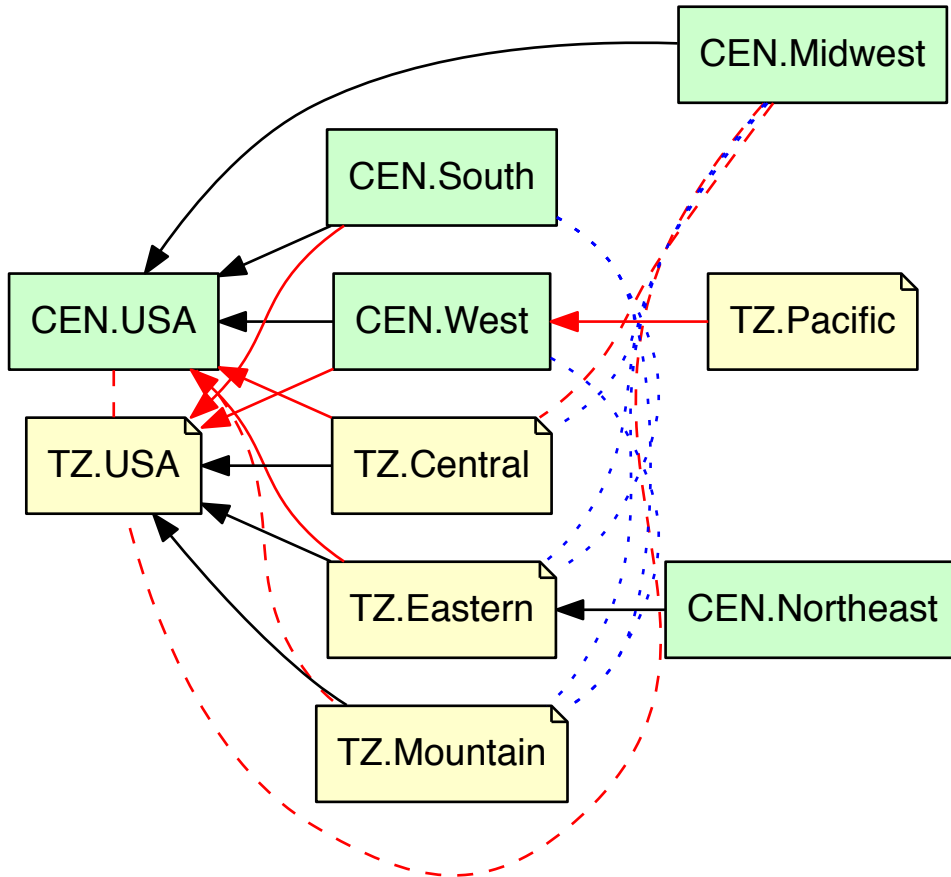 CEN.Midwest
CEN.South
CEN.USA
CEN.West
TZ.Pacific
TZ.USA
TZ.Central
TZ.Eastern
CEN.Northeast
TZ.Mountain